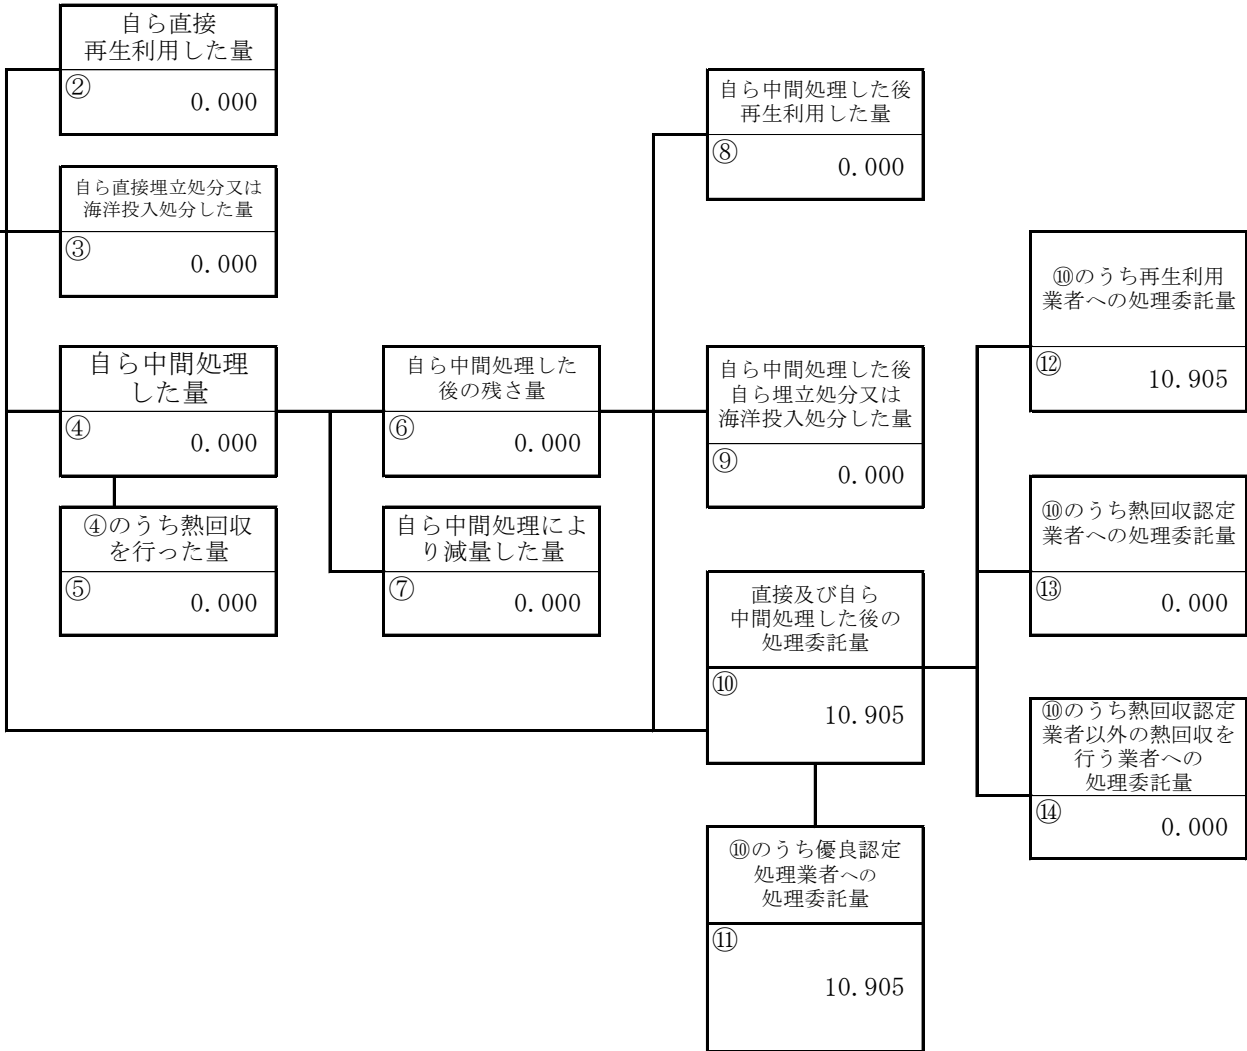 自ら直接
再生利用した量
②
0.000
自ら直接埋立処分又は
海洋投入処分した量
③
0.000
自ら中間処理
した量
④
0.000
④のうち熱回収
を行った量
⑤
0.000
自ら中間処理した
後の残さ量
⑥
0.000
自ら中間処理によ
り減量した量
⑦
0.000
自ら中間処理した後
再生利用した量
⑧
0.000
自ら中間処理した後
自ら埋立処分又は
海洋投入処分した量
⑨
0.000
直接及び自ら
中間処理した後の
処理委託量
⑩
10.905
⑩のうち優良認定
処理業者への
処理委託量
⑪
10.905
⑩のうち再生利用
業者への処理委託量
⑫
10.905
⑩のうち熱回収認定
業者への処理委託量
⑬
0.000
⑩のうち熱回収認定
業者以外の熱回収を
行う業者への
処理委託量
⑭
0.000